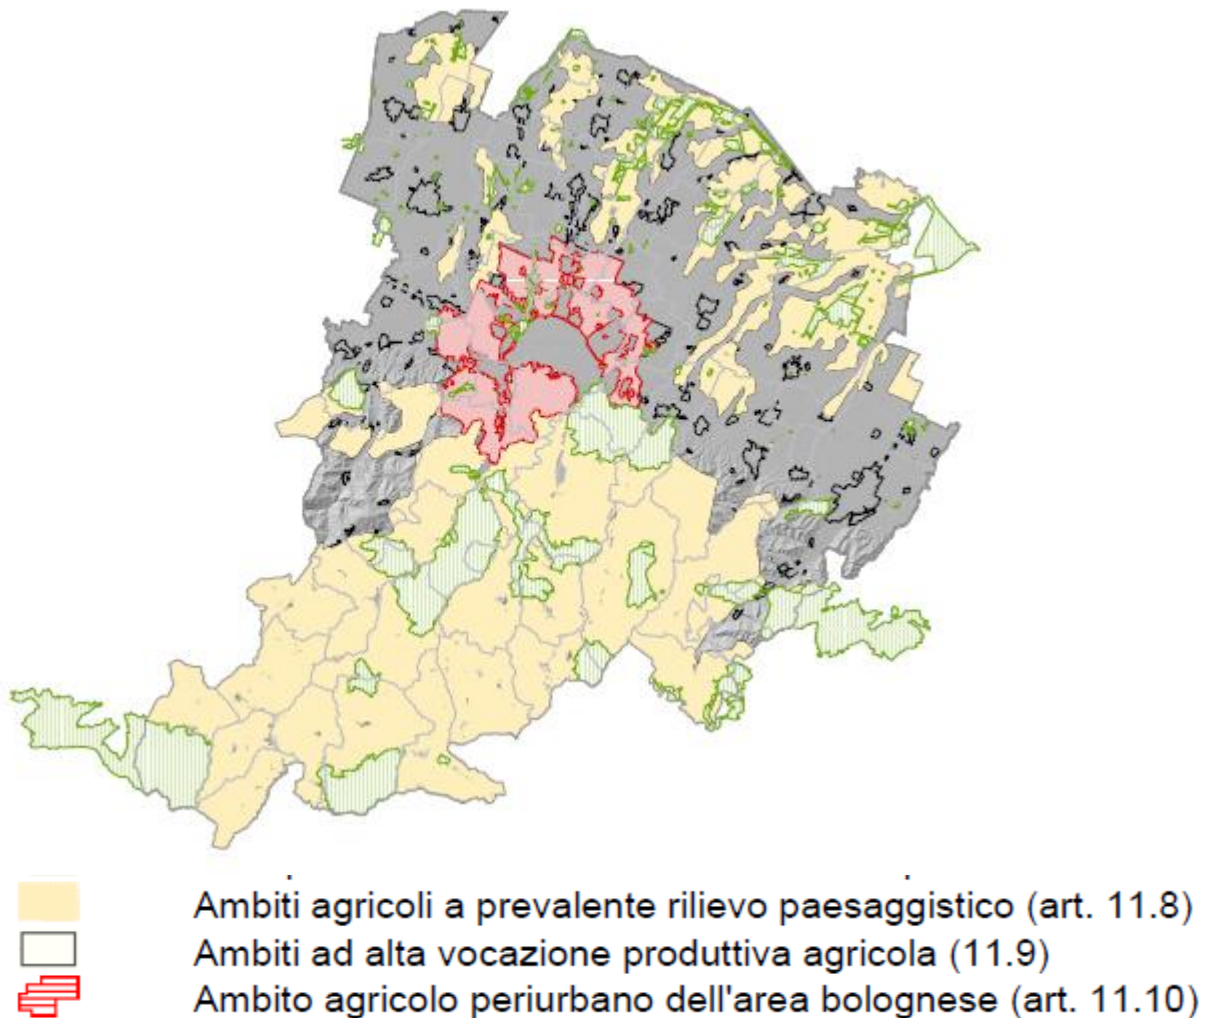 Ambiti agricoli a prevalente rilievo paesaggistico (art. 11.8)
Ambiti ad alta vocazione produttiva agricola (11.9)
Ambito agricolo periurbano dell'area bolognese (art. 11.10)